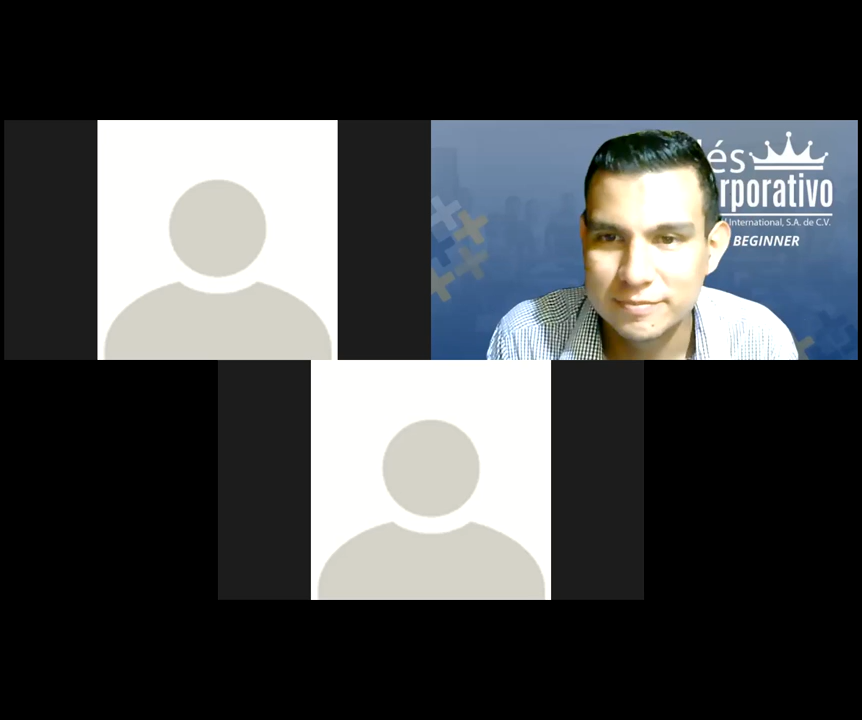 és
rporativo
International, S.A. de C.V.
BEGINNER